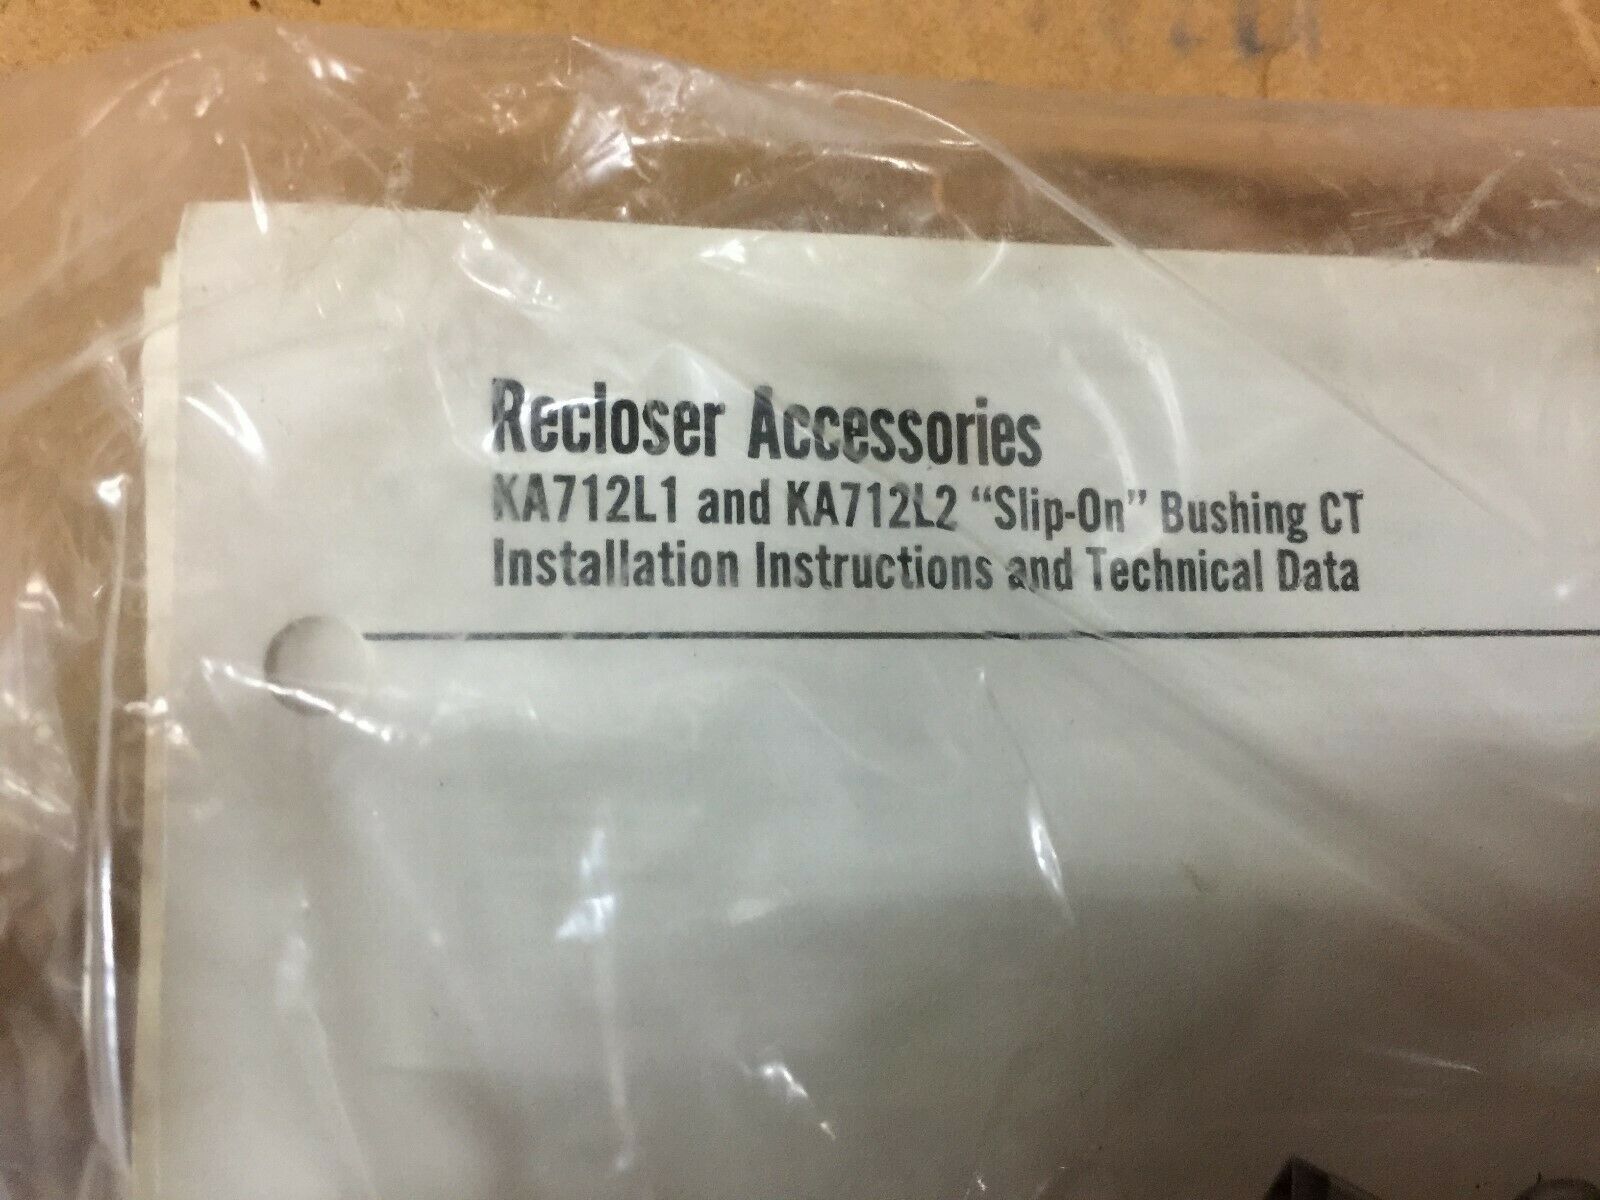 Recloser Accessories
KA712L1 and KA712L2 “Slip-On” Bushing CT
Installation Instructions and Technical Data